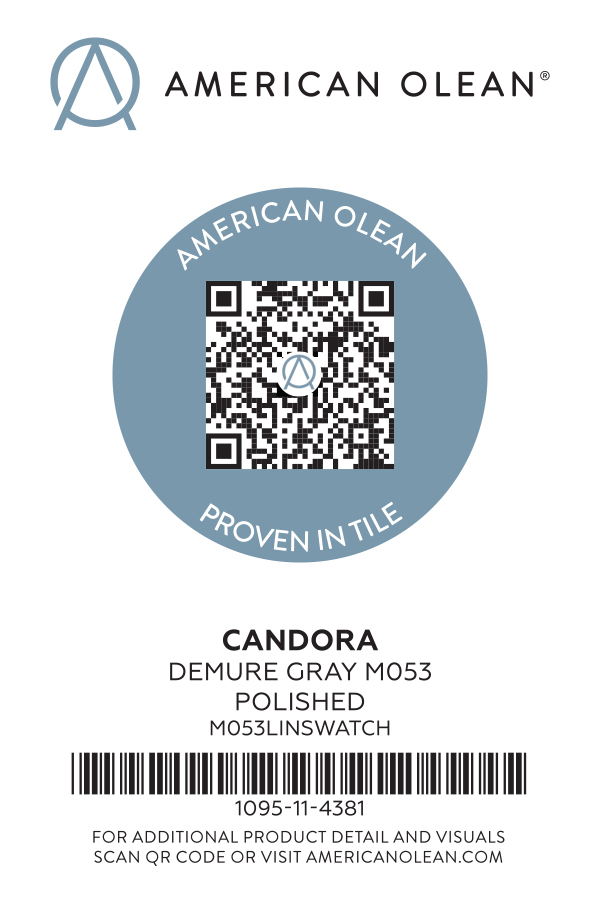 AMERICAN OLEAN®
AMERICAN OLEAN
PROVEN IN TILE
CANDORA
DEMURE GRAY M053
POLISHED
M053LINSWATCH
1095-11-4381
FOR ADDITIONAL PRODUCT DETAIL AND VISUALS
SCAN QR CODE OR VISIT AMERICANOLEAN.COM